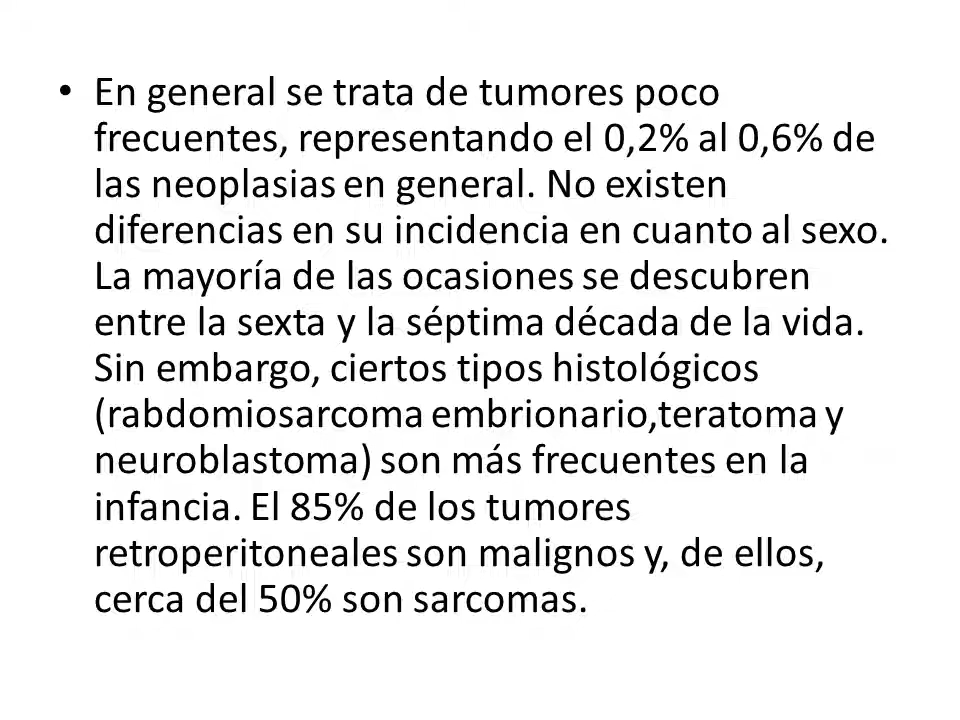 • En general se trata de tumores poco
frecuentes, representando el 0,2% al 0,6% de
las neoplasias en general. No existen
diferencias en su incidencia en cuanto al sexo.
La mayoría de las ocasiones se descubren
entre la sexta y la séptima década de la vida.
Sin embargo, ciertos tipos histológicos
(rabdomiosarcoma embrionario,teratoma y
neuroblastoma) son más frecuentes en la
infancia. El 85% de los tumores
retroperitoneales son malignos y, de ellos,
cerca del 50% son sarcomas.